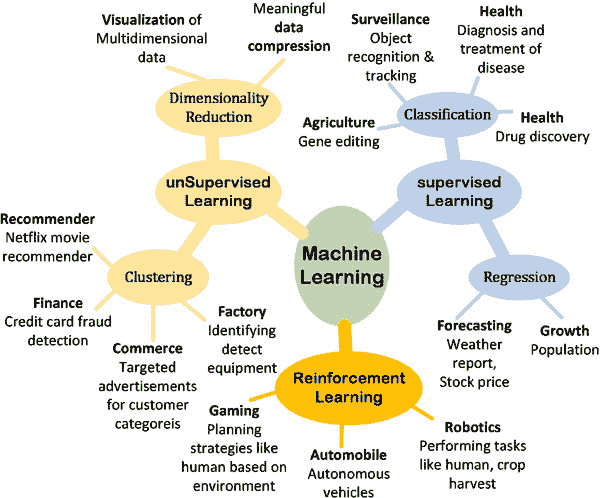 Visualization of
Multidimensional
data
Meaningful
data
compression
Dimensionality
Reduction
unSupervised
Learning
Recommender
Netflix movie
recommender
Clustering
Finance
Credit card fraud
detection
Commerce
Targeted
advertisements
for customer
categoreis
Factory
Identifying
detect
equipment
Machine
Learning
Surveillance
Object
recognition &
tracking
Health
Diagnosis and
treatment of
disease
Agriculture
Gene editing
Classification
Health
Drug discovery
supervised
Learning
Regression
Forecasting
Weather
report,
Stock price
Growth
Population
Reinforcement
Learning
Gaming
Planning
strategies like
human based on
environment
Automobile
Autonomous
vehicles
Robotics
Performing tasks
like human, crop
harvest